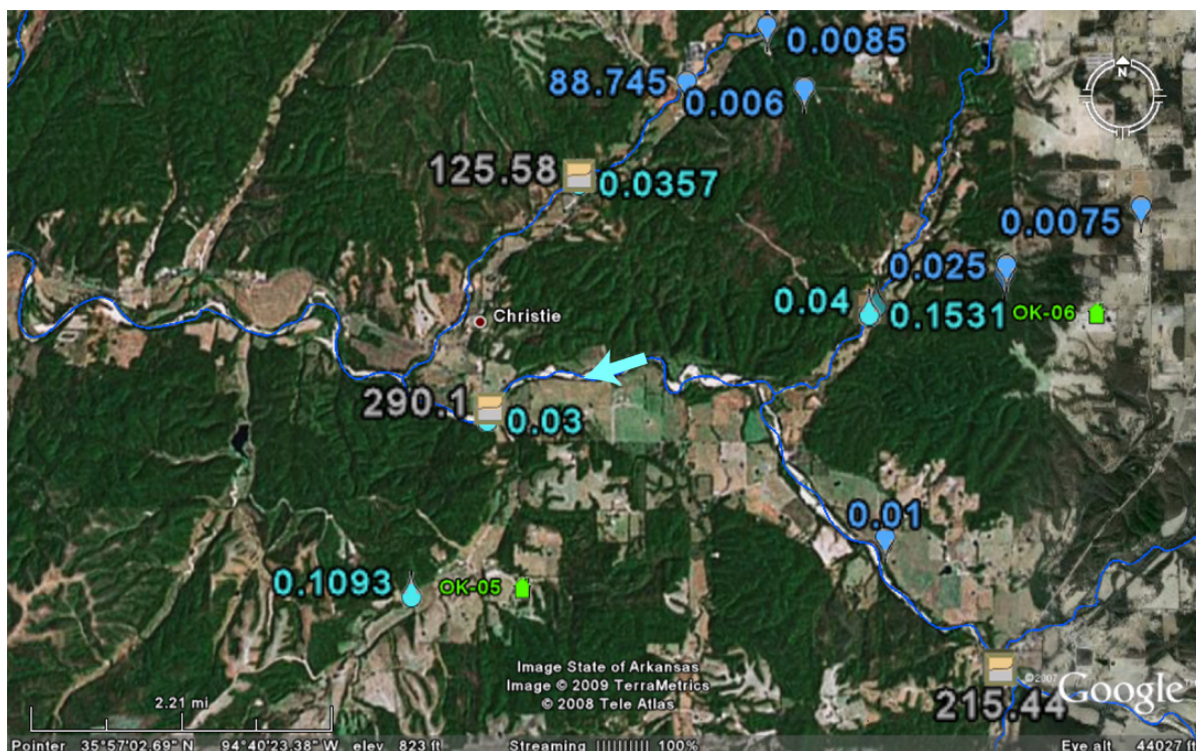 0.0085
88.745
0.006
N
125.58
0.0357
0.0075
0.025
0.04
0.1531
OK-06
Christie
290.1
0.03
0.01
0.1093
OK-05
Image State of Arkansas
Image © 2009 TerraMetrics
© 2008 Tele Atlas
©2007 Google
215.44
2.21 mi
Pointer 35°57'02.69" N 94°40'23.38" W elev 823 ft Streaming |||||||||| 100% Eye alt 44027 ft